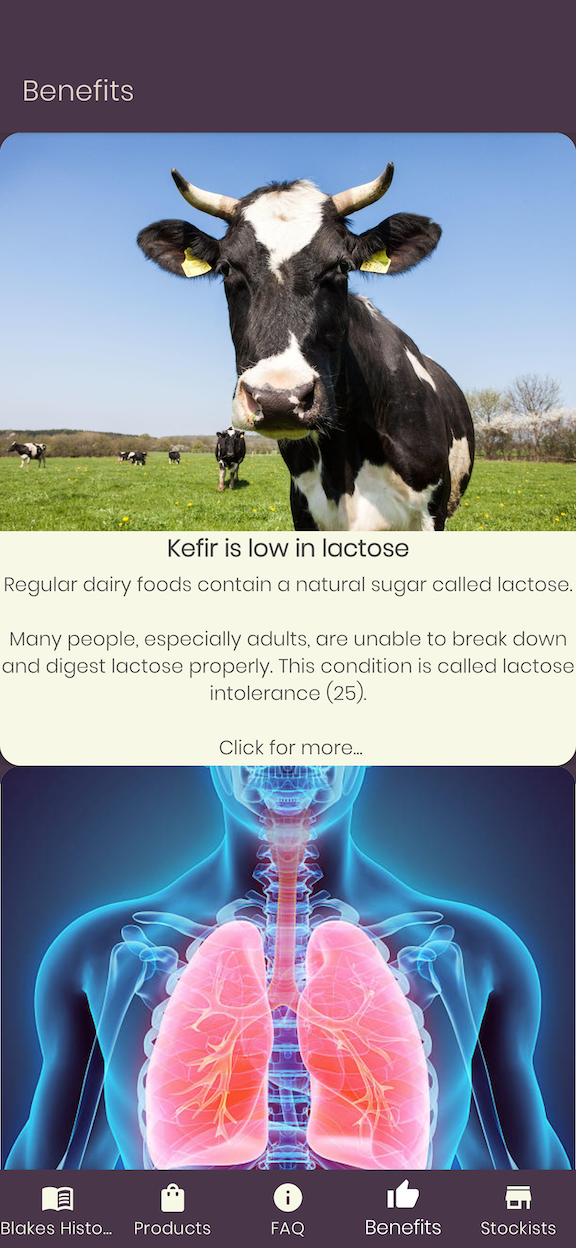 Benefits
Kefir is low in lactose
Regular dairy foods contain a natural sugar called lactose.
Many people, especially adults, are unable to break down
and digest lactose properly. This condition is called lactose
intolerance (25).
Click for more...
Blakes Histo...
Products
FAQ
Benefits
Stockists